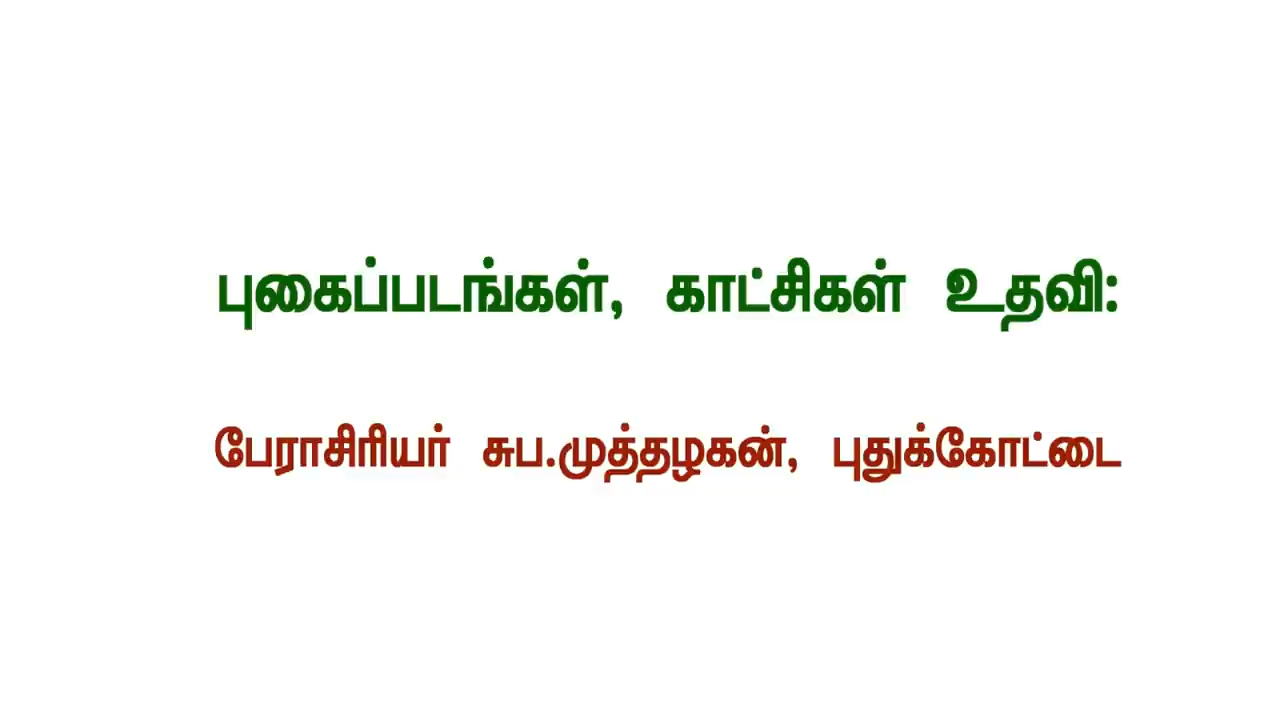 புகைப்படங்கள், காட்சிகள் உதவி:
பேராசிரியர் சுப.முத்தழகன், புதுக்கோட்டை